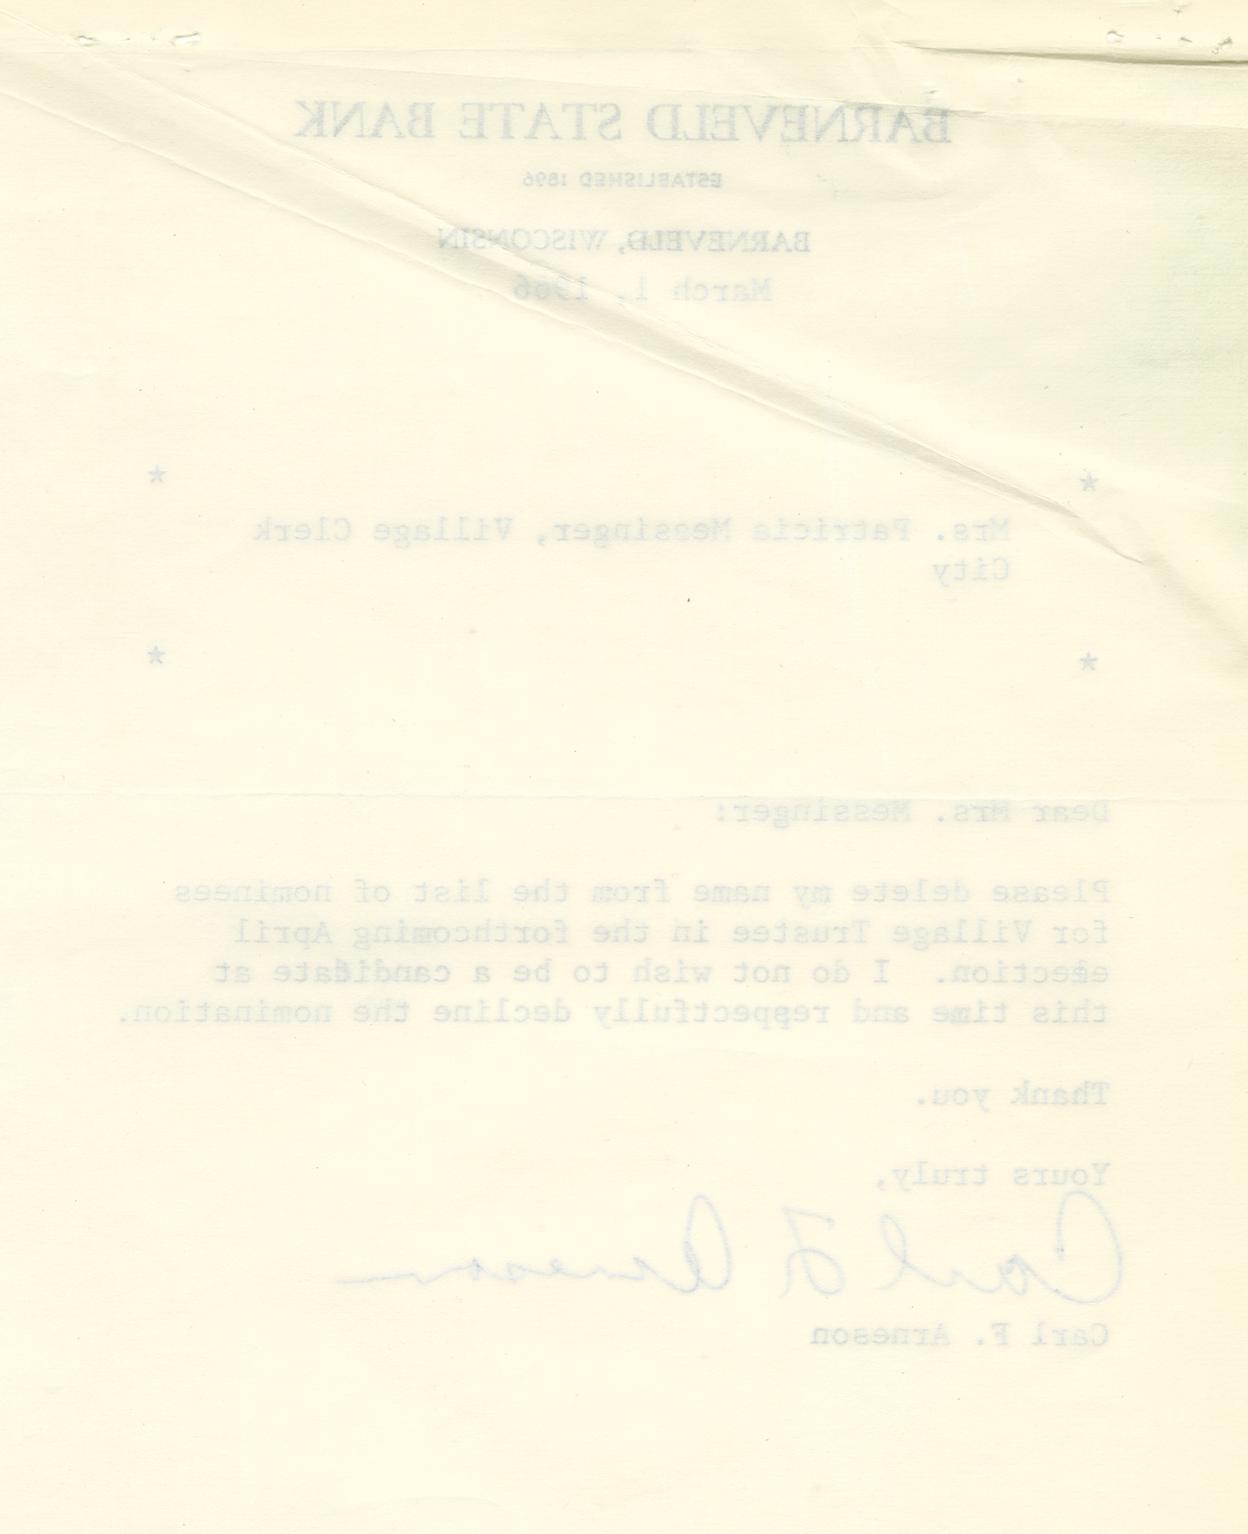 BARNEVELD STATE BANK
ESTABLISHED 1896
BARNEVELD, WISCONSIN
March 1, 1966
* *
Mrs. Patricia Messinger, Village Clerk
City
* *
Dear Mrs. Messinger:
Please delete my name from the list of nominees
for Village Trustee in the forthcoming April
election. I do not wish to be a candidate at
this time and respectfully decline the nomination.
Thank you.
Yours truly,
Carl F Arneson
Carl F. Arneson